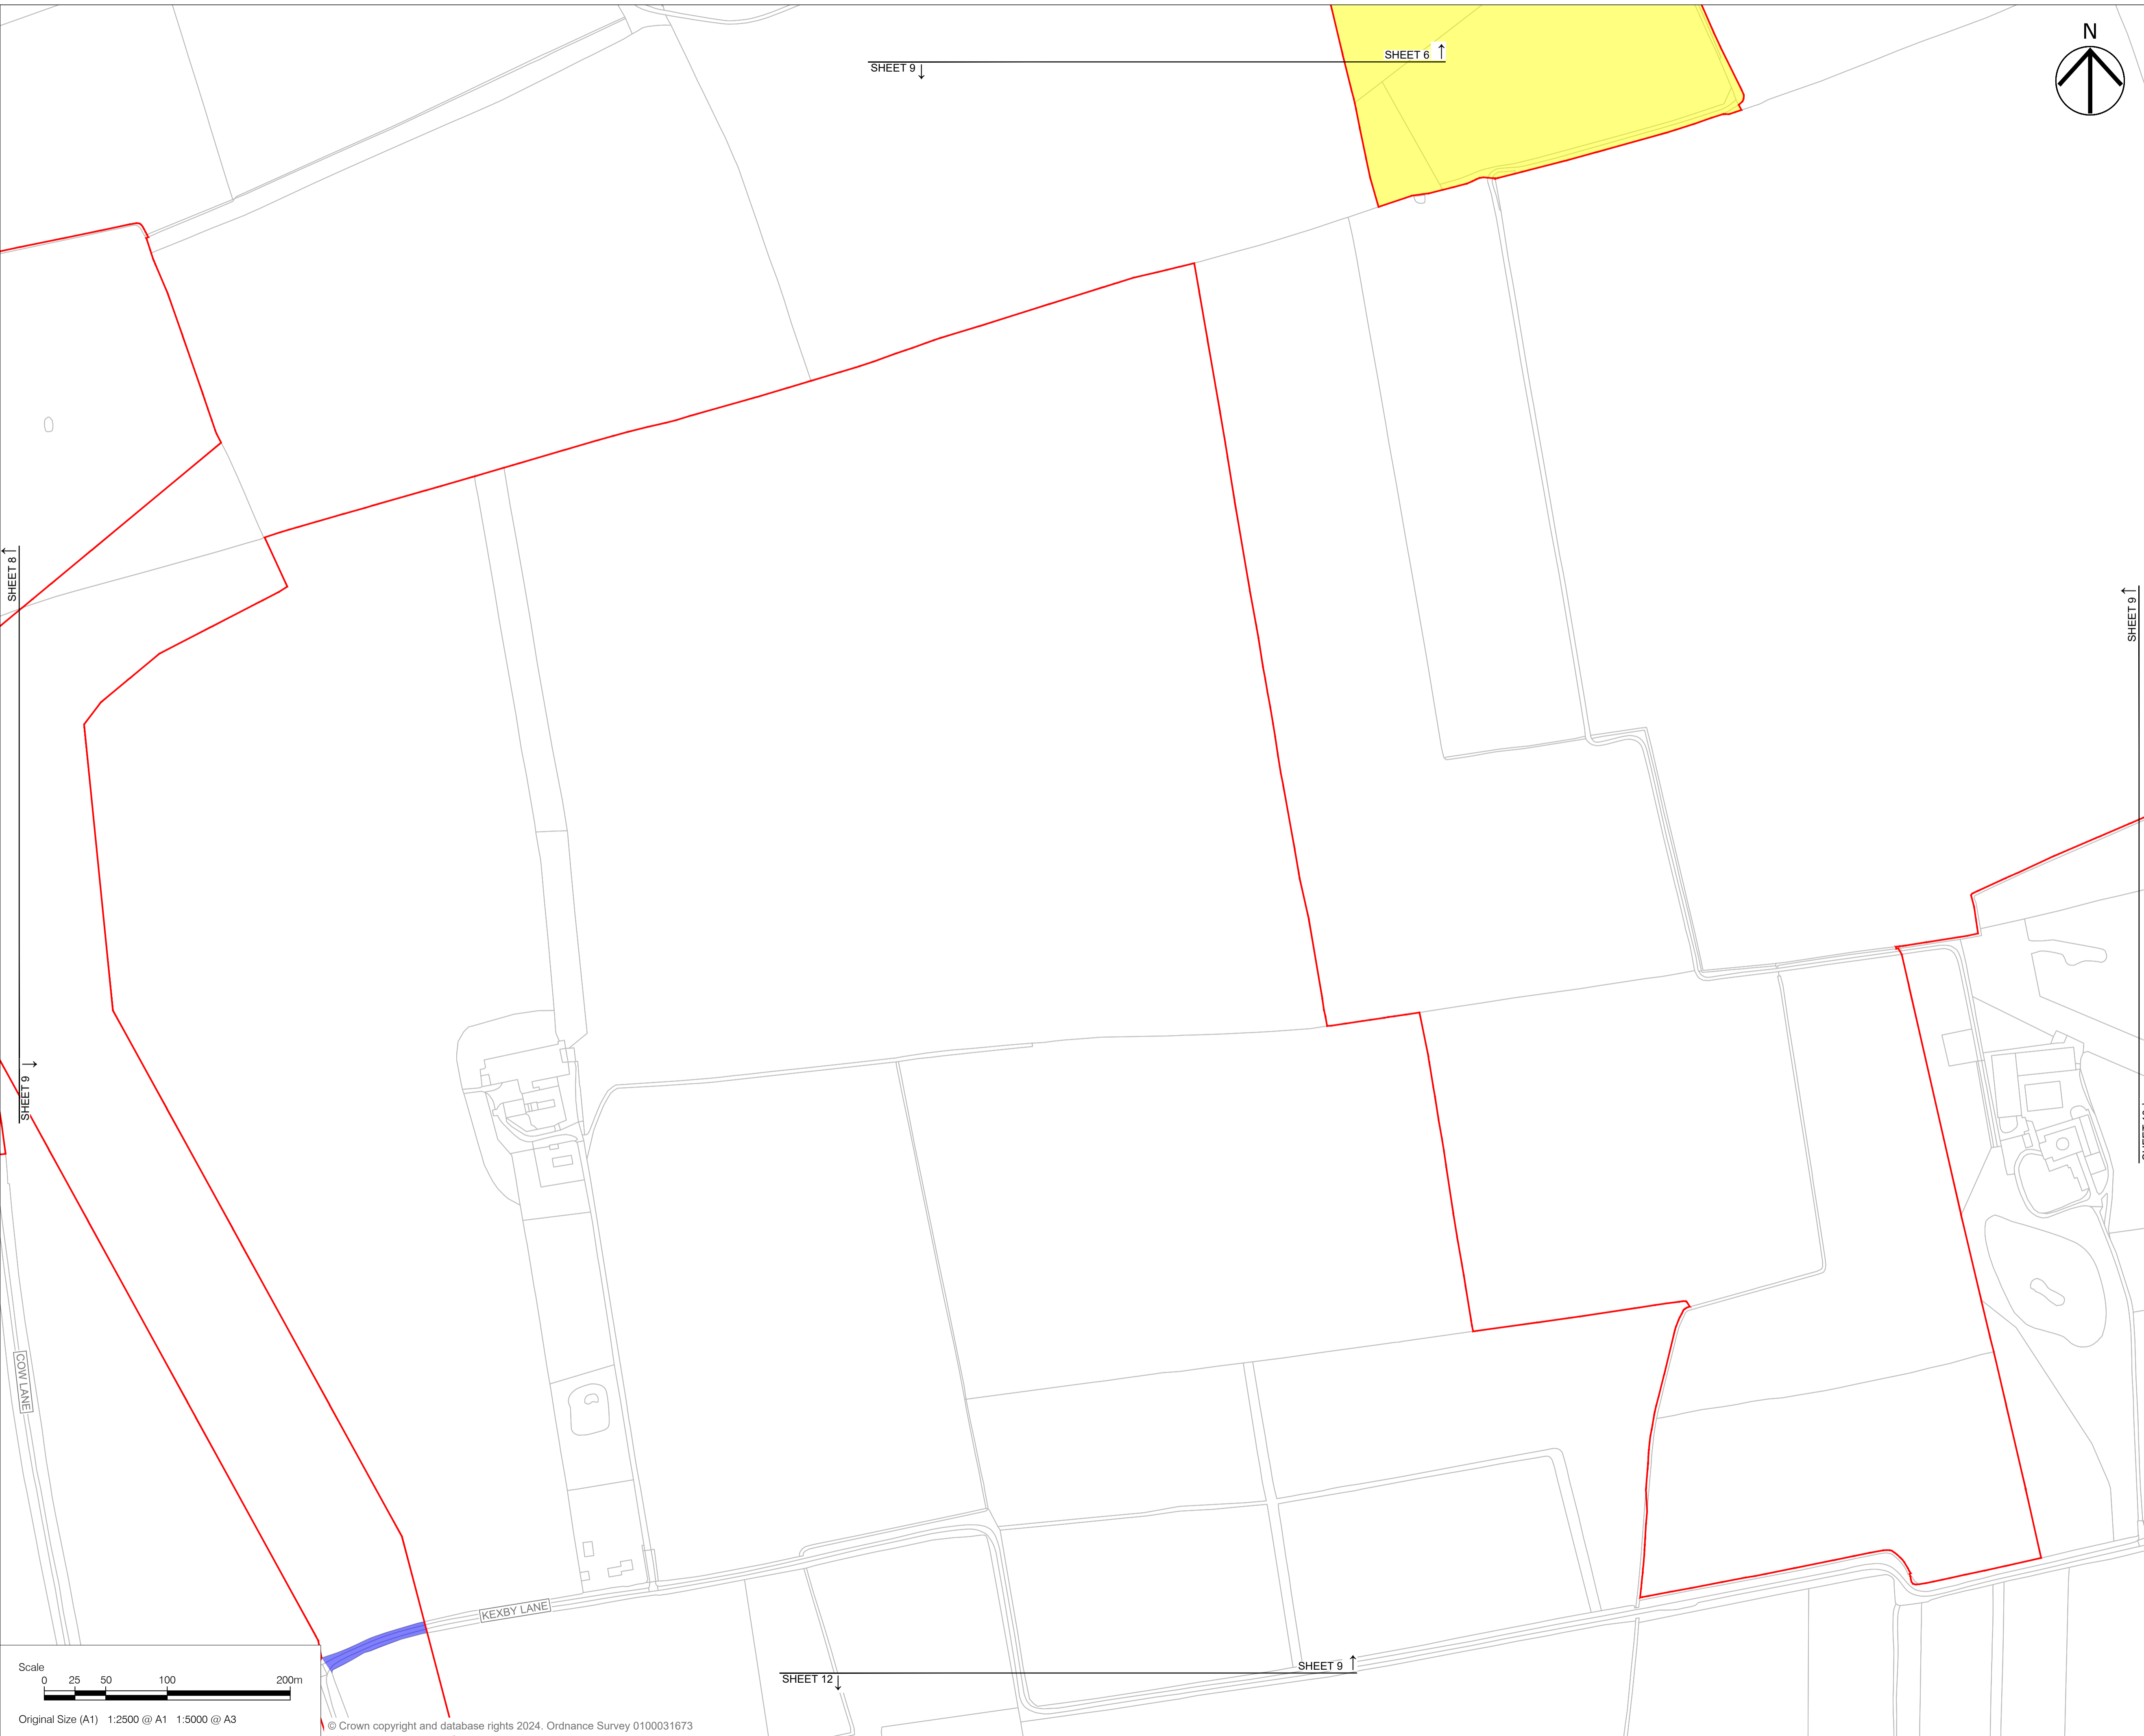 N
SHEET 6 ↑
SHEET 9 ↓
← SHEET 8
← SHEET 9
SHEET 9 →
COW LANE
KEXBY LANE
SHEET 9 ↑
SHEET 12 ↓
Scale
0 25 50 100 200m
Original Size (A1) 1:2500 @ A1 1:5000 @ A3
© Crown copyright and database rights 2024. Ordnance Survey 0100031673